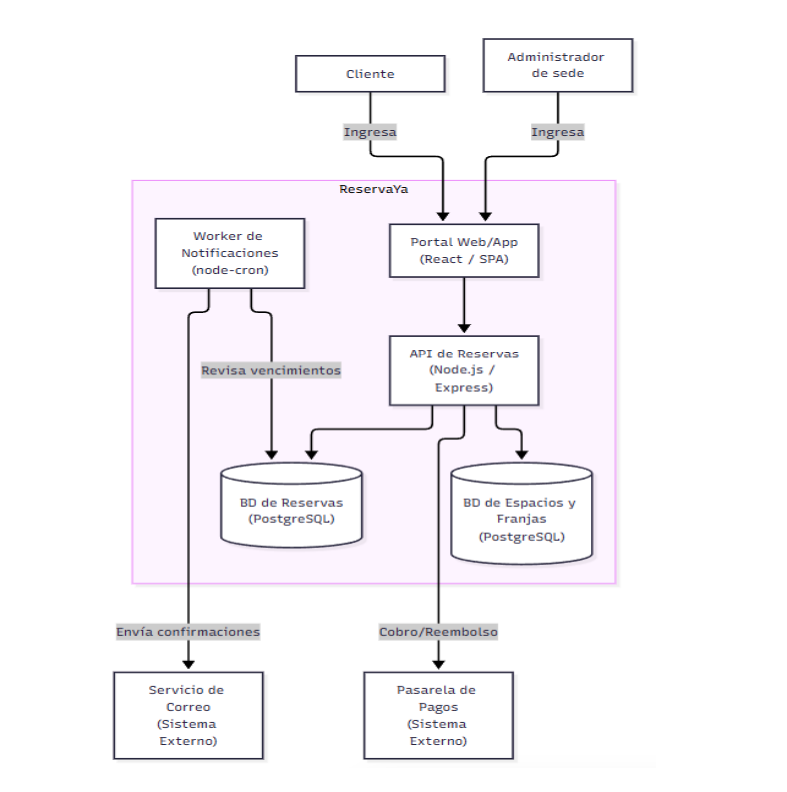 Cliente
Administrador
de sede
Ingresa
Ingresa
ReservaYa
Worker de
Notificaciones
(node-cron)
Portal Web/App
(React / SPA)
API de Reservas
(Node.js /
Express)
Revisa vencimientos
BD de Reservas
(PostgreSQL)
BD de Espacios y
Franjas
(PostgreSQL)
Envía confirmaciones
Cobro/Reembolso
Servicio de
Correo
(Sistema
Externo)
Pasarela de
Pagos
(Sistema
Externo)